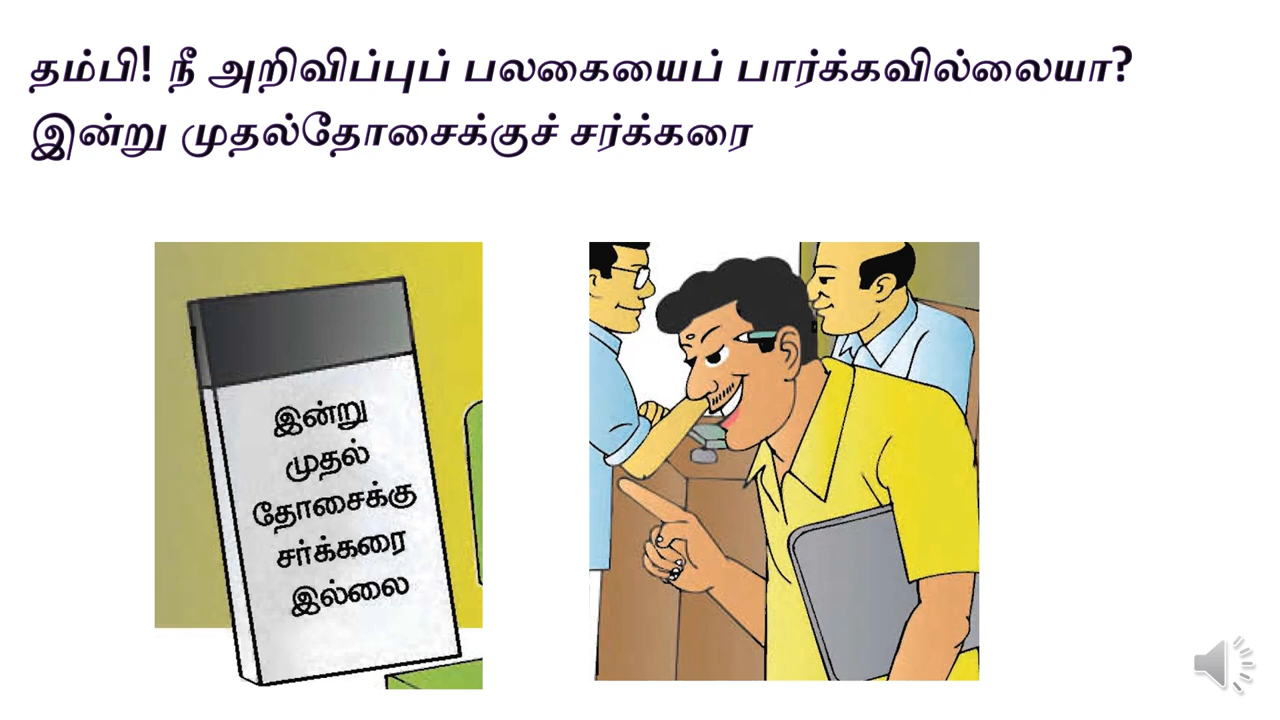 தம்பி! நீ அறிவிப்புப் பலகையைப் பார்க்கவில்லையா?
இன்று முதல்தோசைக்குச் சர்க்கரை
இன்று
முதல்
தோசைக்கு
சர்க்கரை
இல்லை